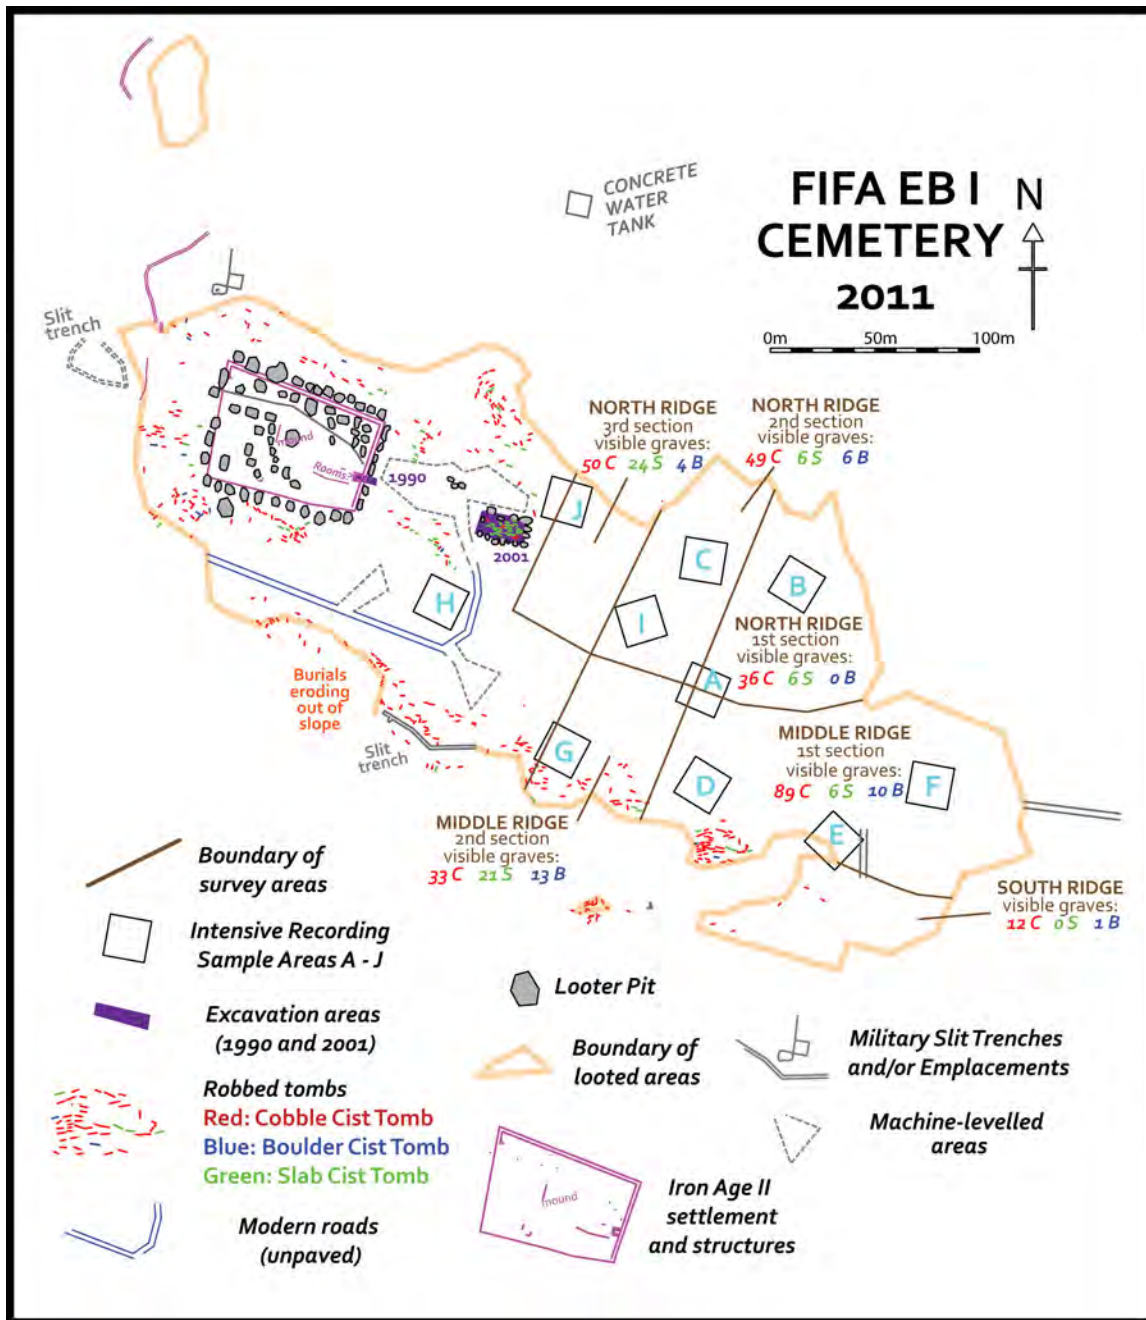 FIFA EB I
CEMETERY
2011
N
0m 50m 100m
CONCRETE
WATER
TANK
Slit
trench
mound
Rooms
1990
2001
NORTH RIDGE
3rd section
visible graves:
50 C 24 S 4 B
NORTH RIDGE
2nd section
visible graves:
49 C 6 S 6 B
J
C
B
H
I
NORTH RIDGE
1st section
visible graves:
36 C 6 S 0 B
A
Burials
eroding
out of
slope
Slit
trench
G
D
MIDDLE RIDGE
1st section
visible graves:
89 C 6 S 10 B
F
E
MIDDLE RIDGE
2nd section
visible graves:
33 C 21 S 13 B
SOUTH RIDGE
visible graves:
12 C 0 S 1 B
Boundary of
survey areas
Intensive Recording
Sample Areas A - J
Excavation areas
(1990 and 2001)
Robbed tombs
Red: Cobble Cist Tomb
Blue: Boulder Cist Tomb
Green: Slab Cist Tomb
Modern roads
(unpaved)
Looter Pit
Boundary of
looted areas
mound
Iron Age II
settlement
and structures
Military Slit Trenches
and/or Emplacements
Machine-levelled
areas